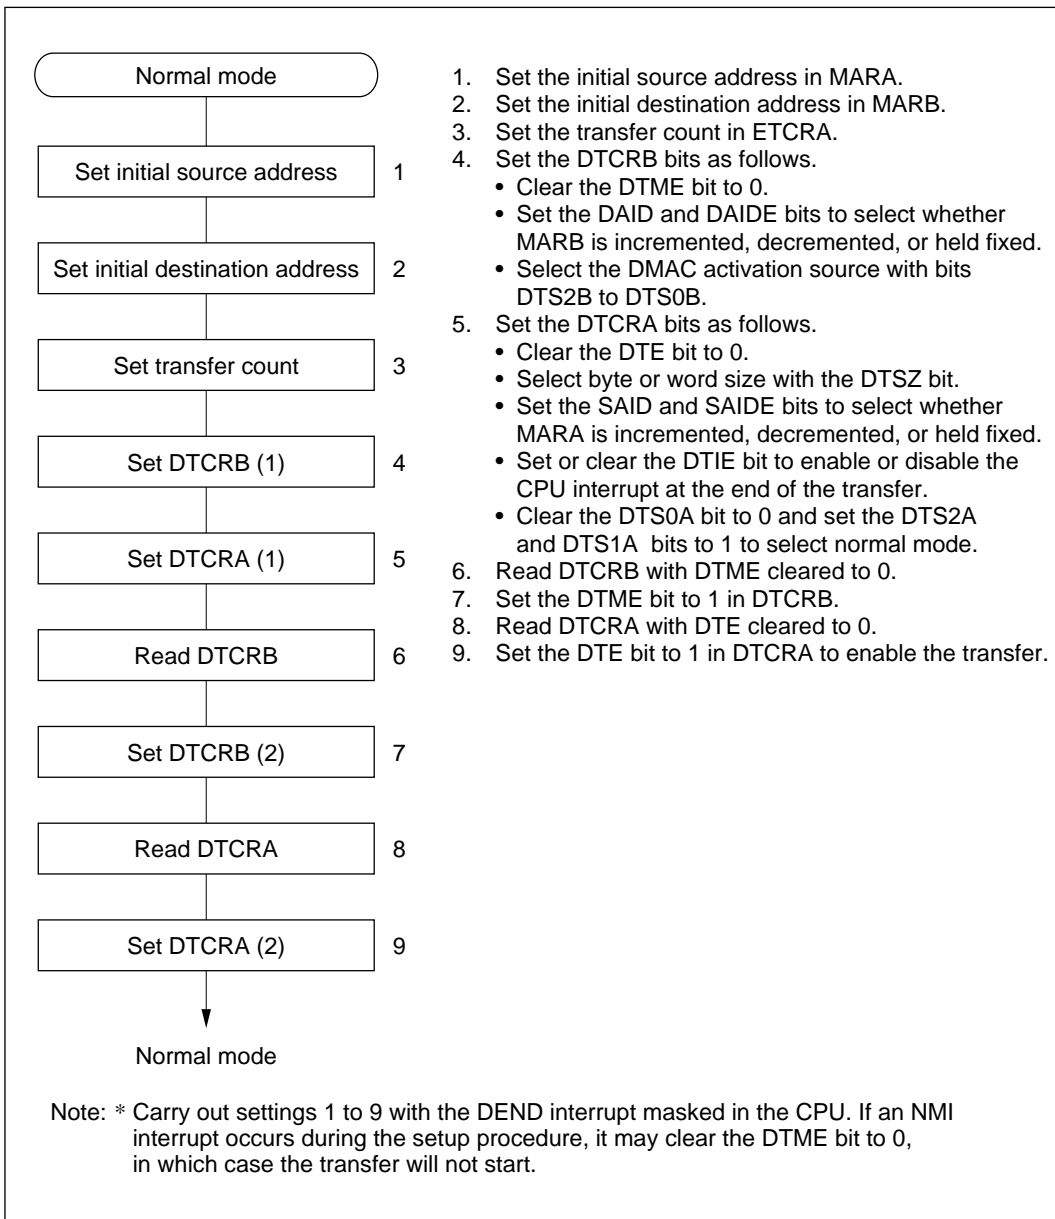 Normal mode
Set initial source address 1
Set initial destination address 2
Set transfer count 3
Set DTCRB (1) 4
Set DTCRA (1) 5
Read DTCRB 6
Set DTCRB (2) 7
Read DTCRA 8
Set DTCRA (2) 9
Normal mode
1. Set the initial source address in MARA.
2. Set the initial destination address in MARB.
3. Set the transfer count in ETCRA.
4. Set the DTCRB bits as follows.
• Clear the DTME bit to 0.
• Set the DAID and DAIDE bits to select whether
MARB is incremented, decremented, or held fixed.
• Select the DMAC activation source with bits
DTS2B to DTS0B.
5. Set the DTCRA bits as follows.
• Clear the DTE bit to 0.
• Select byte or word size with the DTSZ bit.
• Set the SAID and SAIDE bits to select whether
MARA is incremented, decremented, or held fixed.
• Set or clear the DTIE bit to enable or disable the
CPU interrupt at the end of the transfer.
• Clear the DTS0A bit to 0 and set the DTS2A
and DTS1A bits to 1 to select normal mode.
6. Read DTCRB with DTME cleared to 0.
7. Set the DTME bit to 1 in DTCRB.
8. Read DTCRA with DTE cleared to 0.
9. Set the DTE bit to 1 in DTCRA to enable the transfer.
Note: * Carry out settings 1 to 9 with the DEND interrupt masked in the CPU. If an NMI
interrupt occurs during the setup procedure, it may clear the DTME bit to 0,
in which case the transfer will not start.